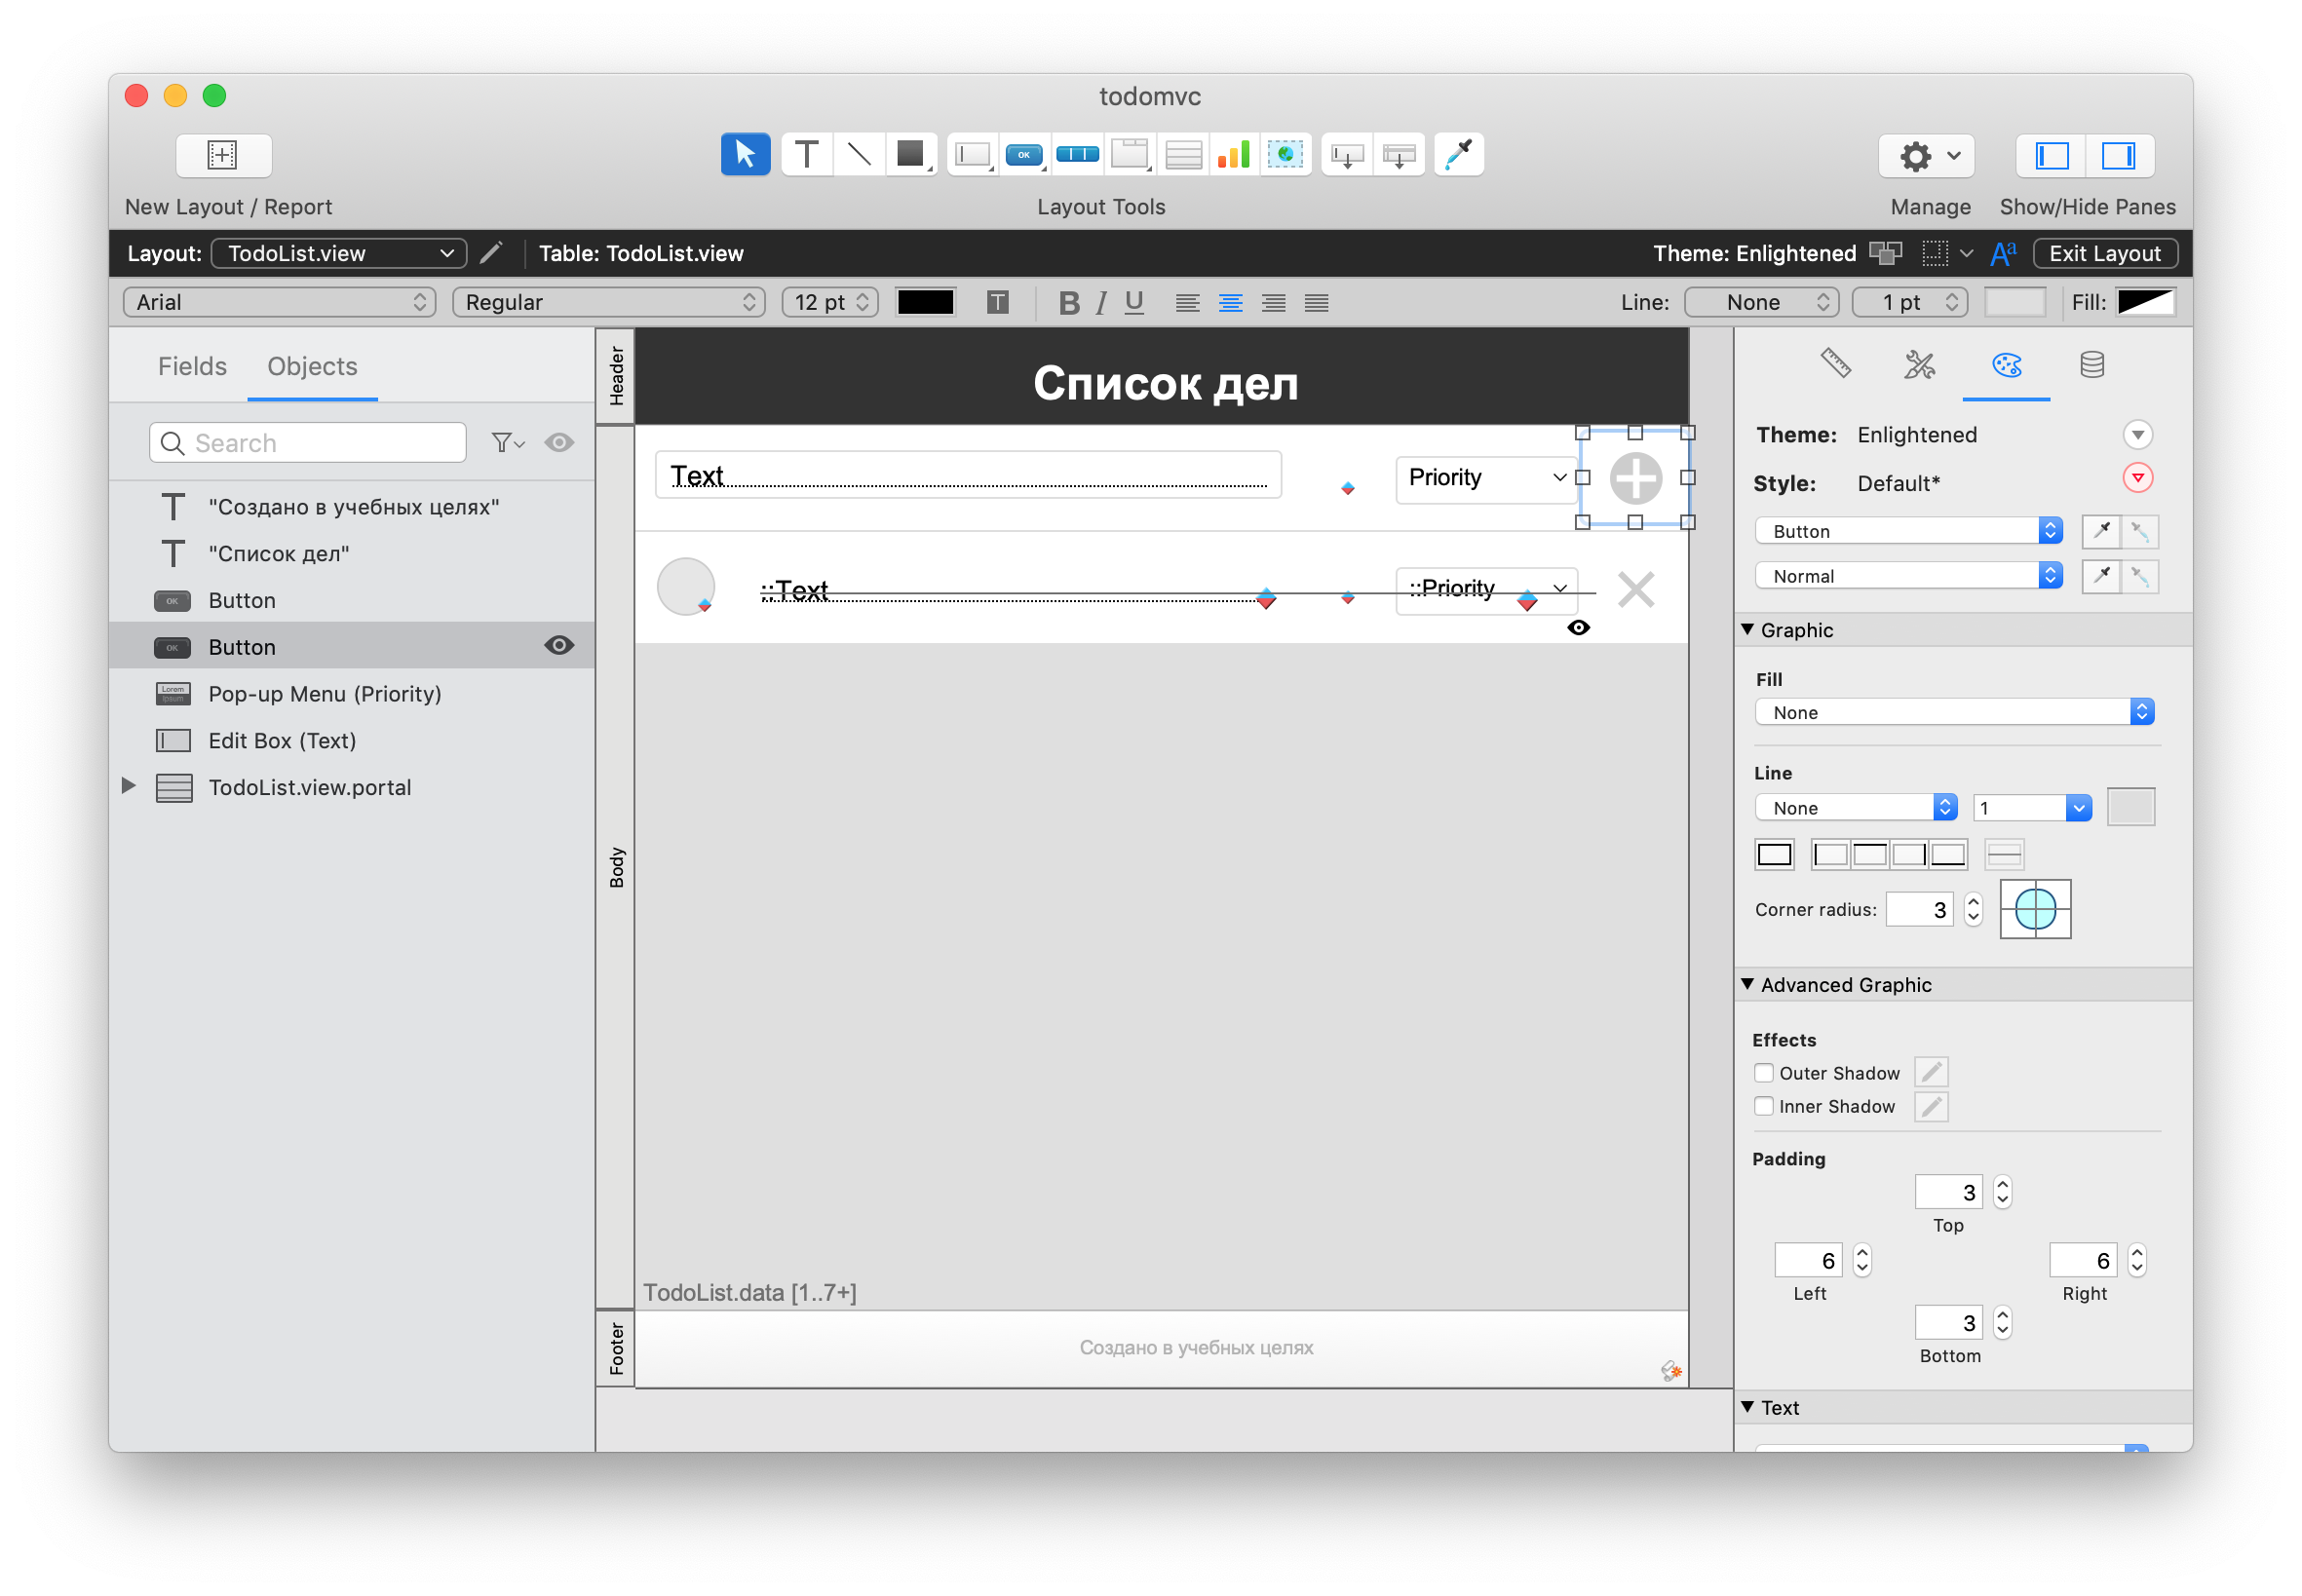 todomvc
New Layout / Report
Layout Tools
Manage
Show/Hide Panes
Layout: TodoList.view
Table: TodoList.view
Theme: Enlightened
Exit Layout
Arial
Regular
12 pt
B I U
Line: None
1 pt
Fill:
Fields
Objects
Search
"Создано в учебных целях"
"Список дел"
Button
Button
Pop-up Menu (Priority)
Edit Box (Text)
TodoList.view.portal
Header
Список дел
Body
Text
Priority
::Text
::Priority
TodoList.data [1..7+]
Footer
Создано в учебных целях
Theme: Enlightened
Style: Default*
Button
Normal
Graphic
Fill
None
Line
None
1
Corner radius: 3
Advanced Graphic
Effects
Outer Shadow
Inner Shadow
Padding
3
Top
6
Left
6
Right
3
Bottom
Text